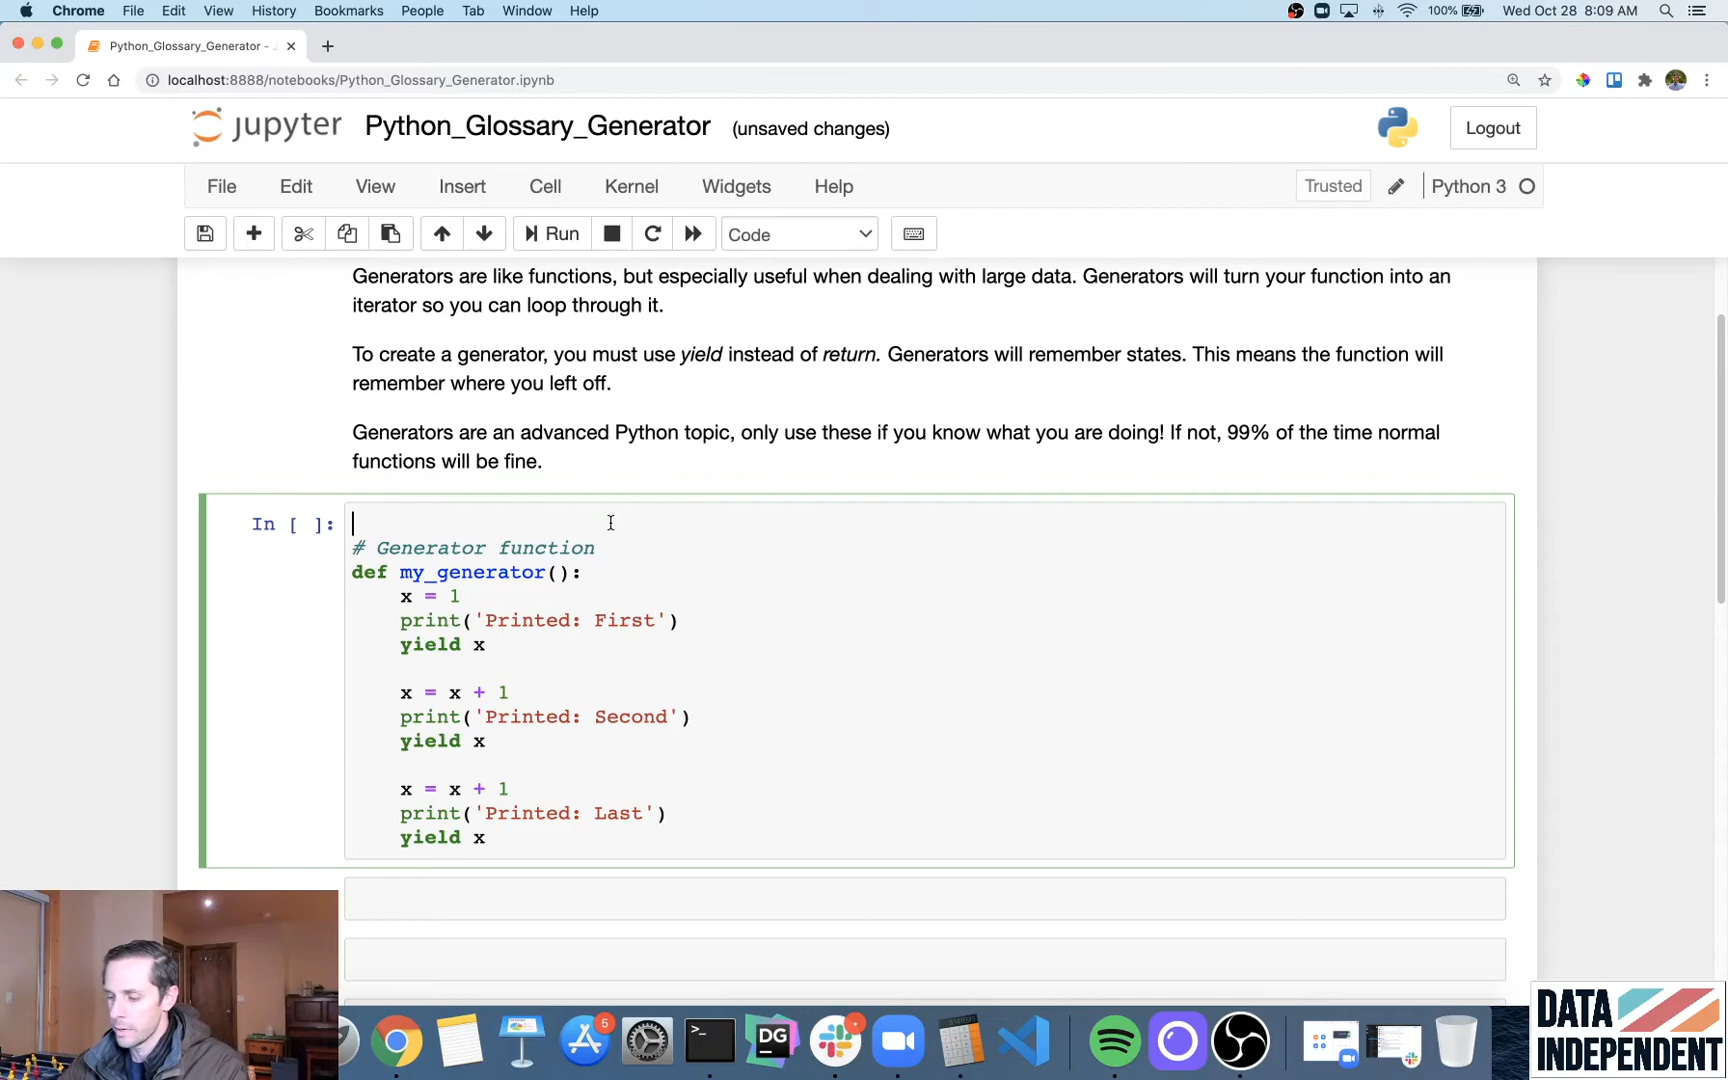 Chrome File Edit View History Bookmarks People Tab Window Help 100% Wed Oct 28 8:09 AM
Python_Glossary_Generator -
localhost:8888/notebooks/Python_Glossary_Generator.ipynb
jupyter Python_Glossary_Generator (unsaved changes) Logout
File Edit View Insert Cell Kernel Widgets Help Trusted Python 3
Run Code
Generators are like functions, but especially useful when dealing with large data. Generators will turn your function into an
iterator so you can loop through it.
To create a generator, you must use yield instead of return. Generators will remember states. This means the function will
remember where you left off.
Generators are an advanced Python topic, only use these if you know what you are doing! If not, 99% of the time normal
functions will be fine.
In [ ]:
# Generator function
def my_generator():
x = 1
print('Printed: First')
yield x
x = x + 1
print('Printed: Second')
yield x
x = x + 1
print('Printed: Last')
yield x
5
>_
DG
DATA
INDEPENDENT